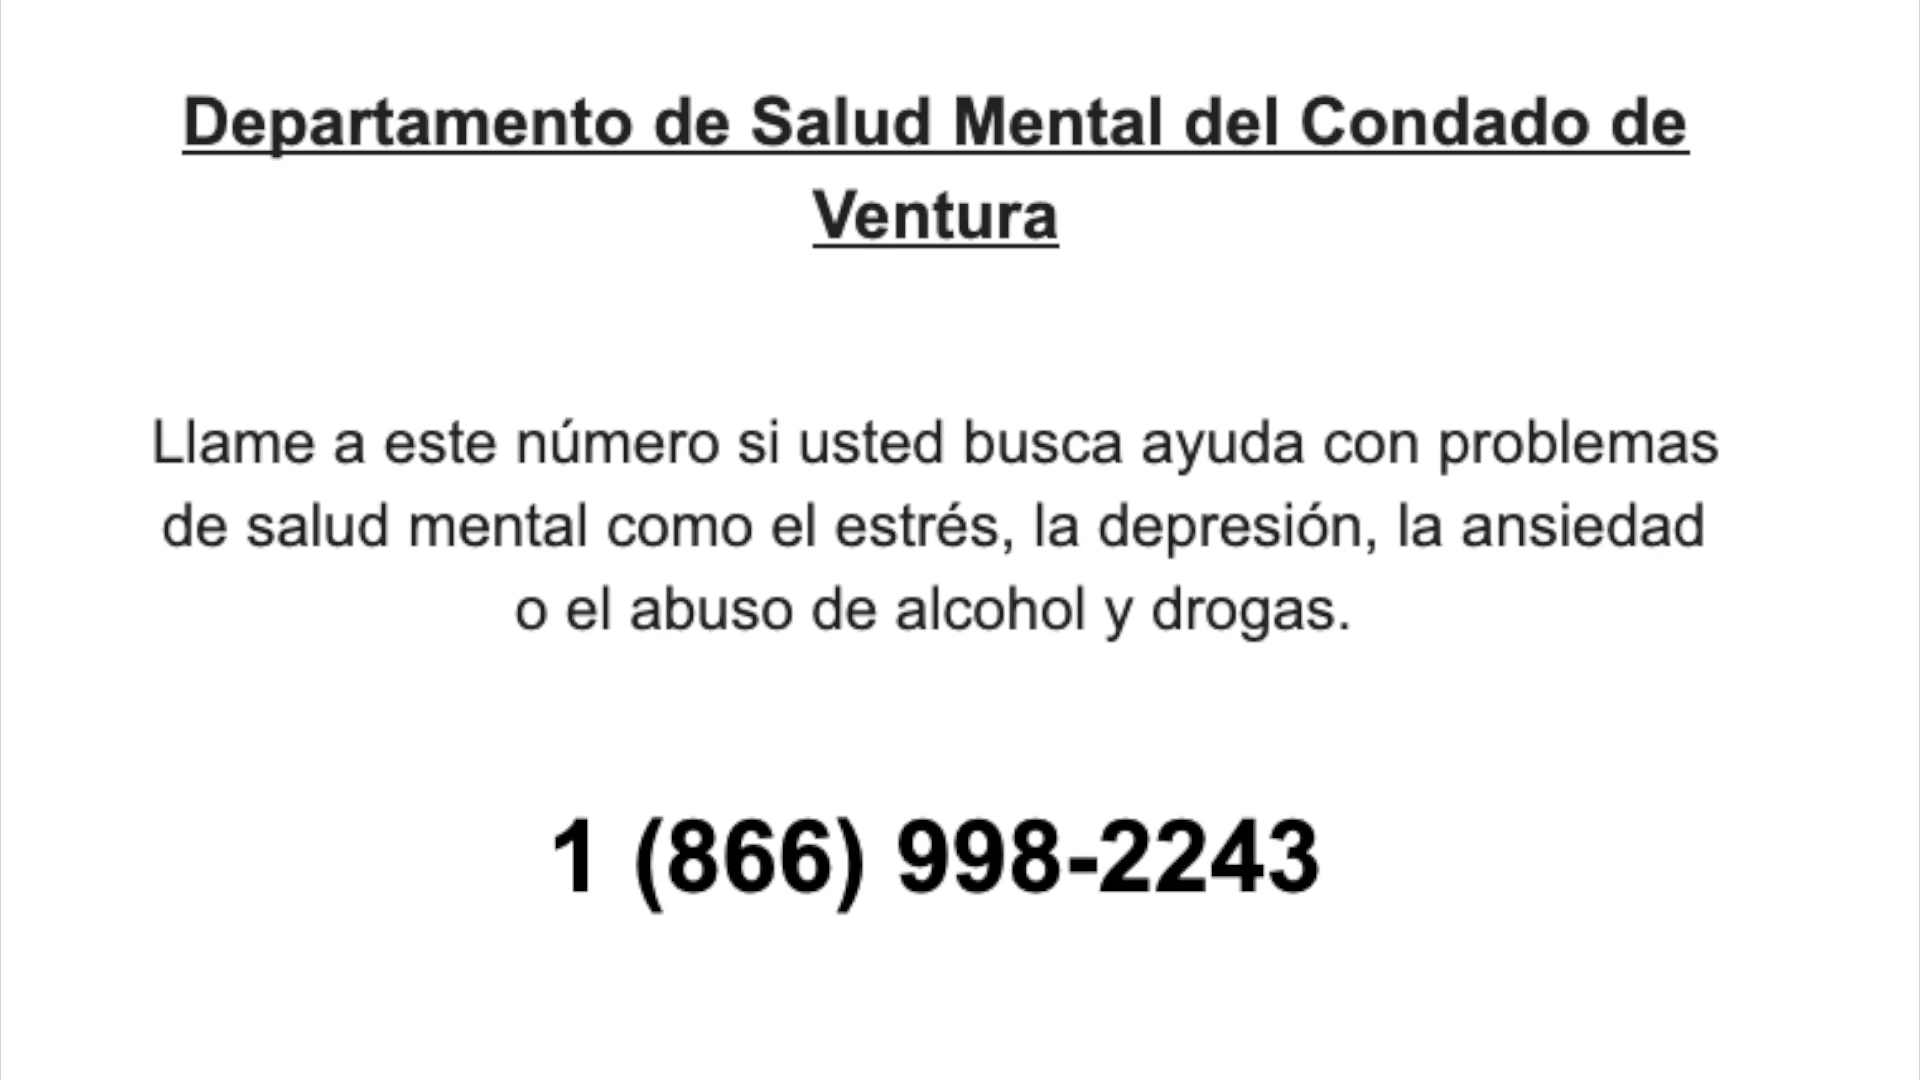 Departamento de Salud Mental del Condado de
Ventura
Llame a este número si usted busca ayuda con problemas
de salud mental como el estrés, la depresión, la ansiedad
o el abuso de alcohol y drogas.
1 (866) 998-2243